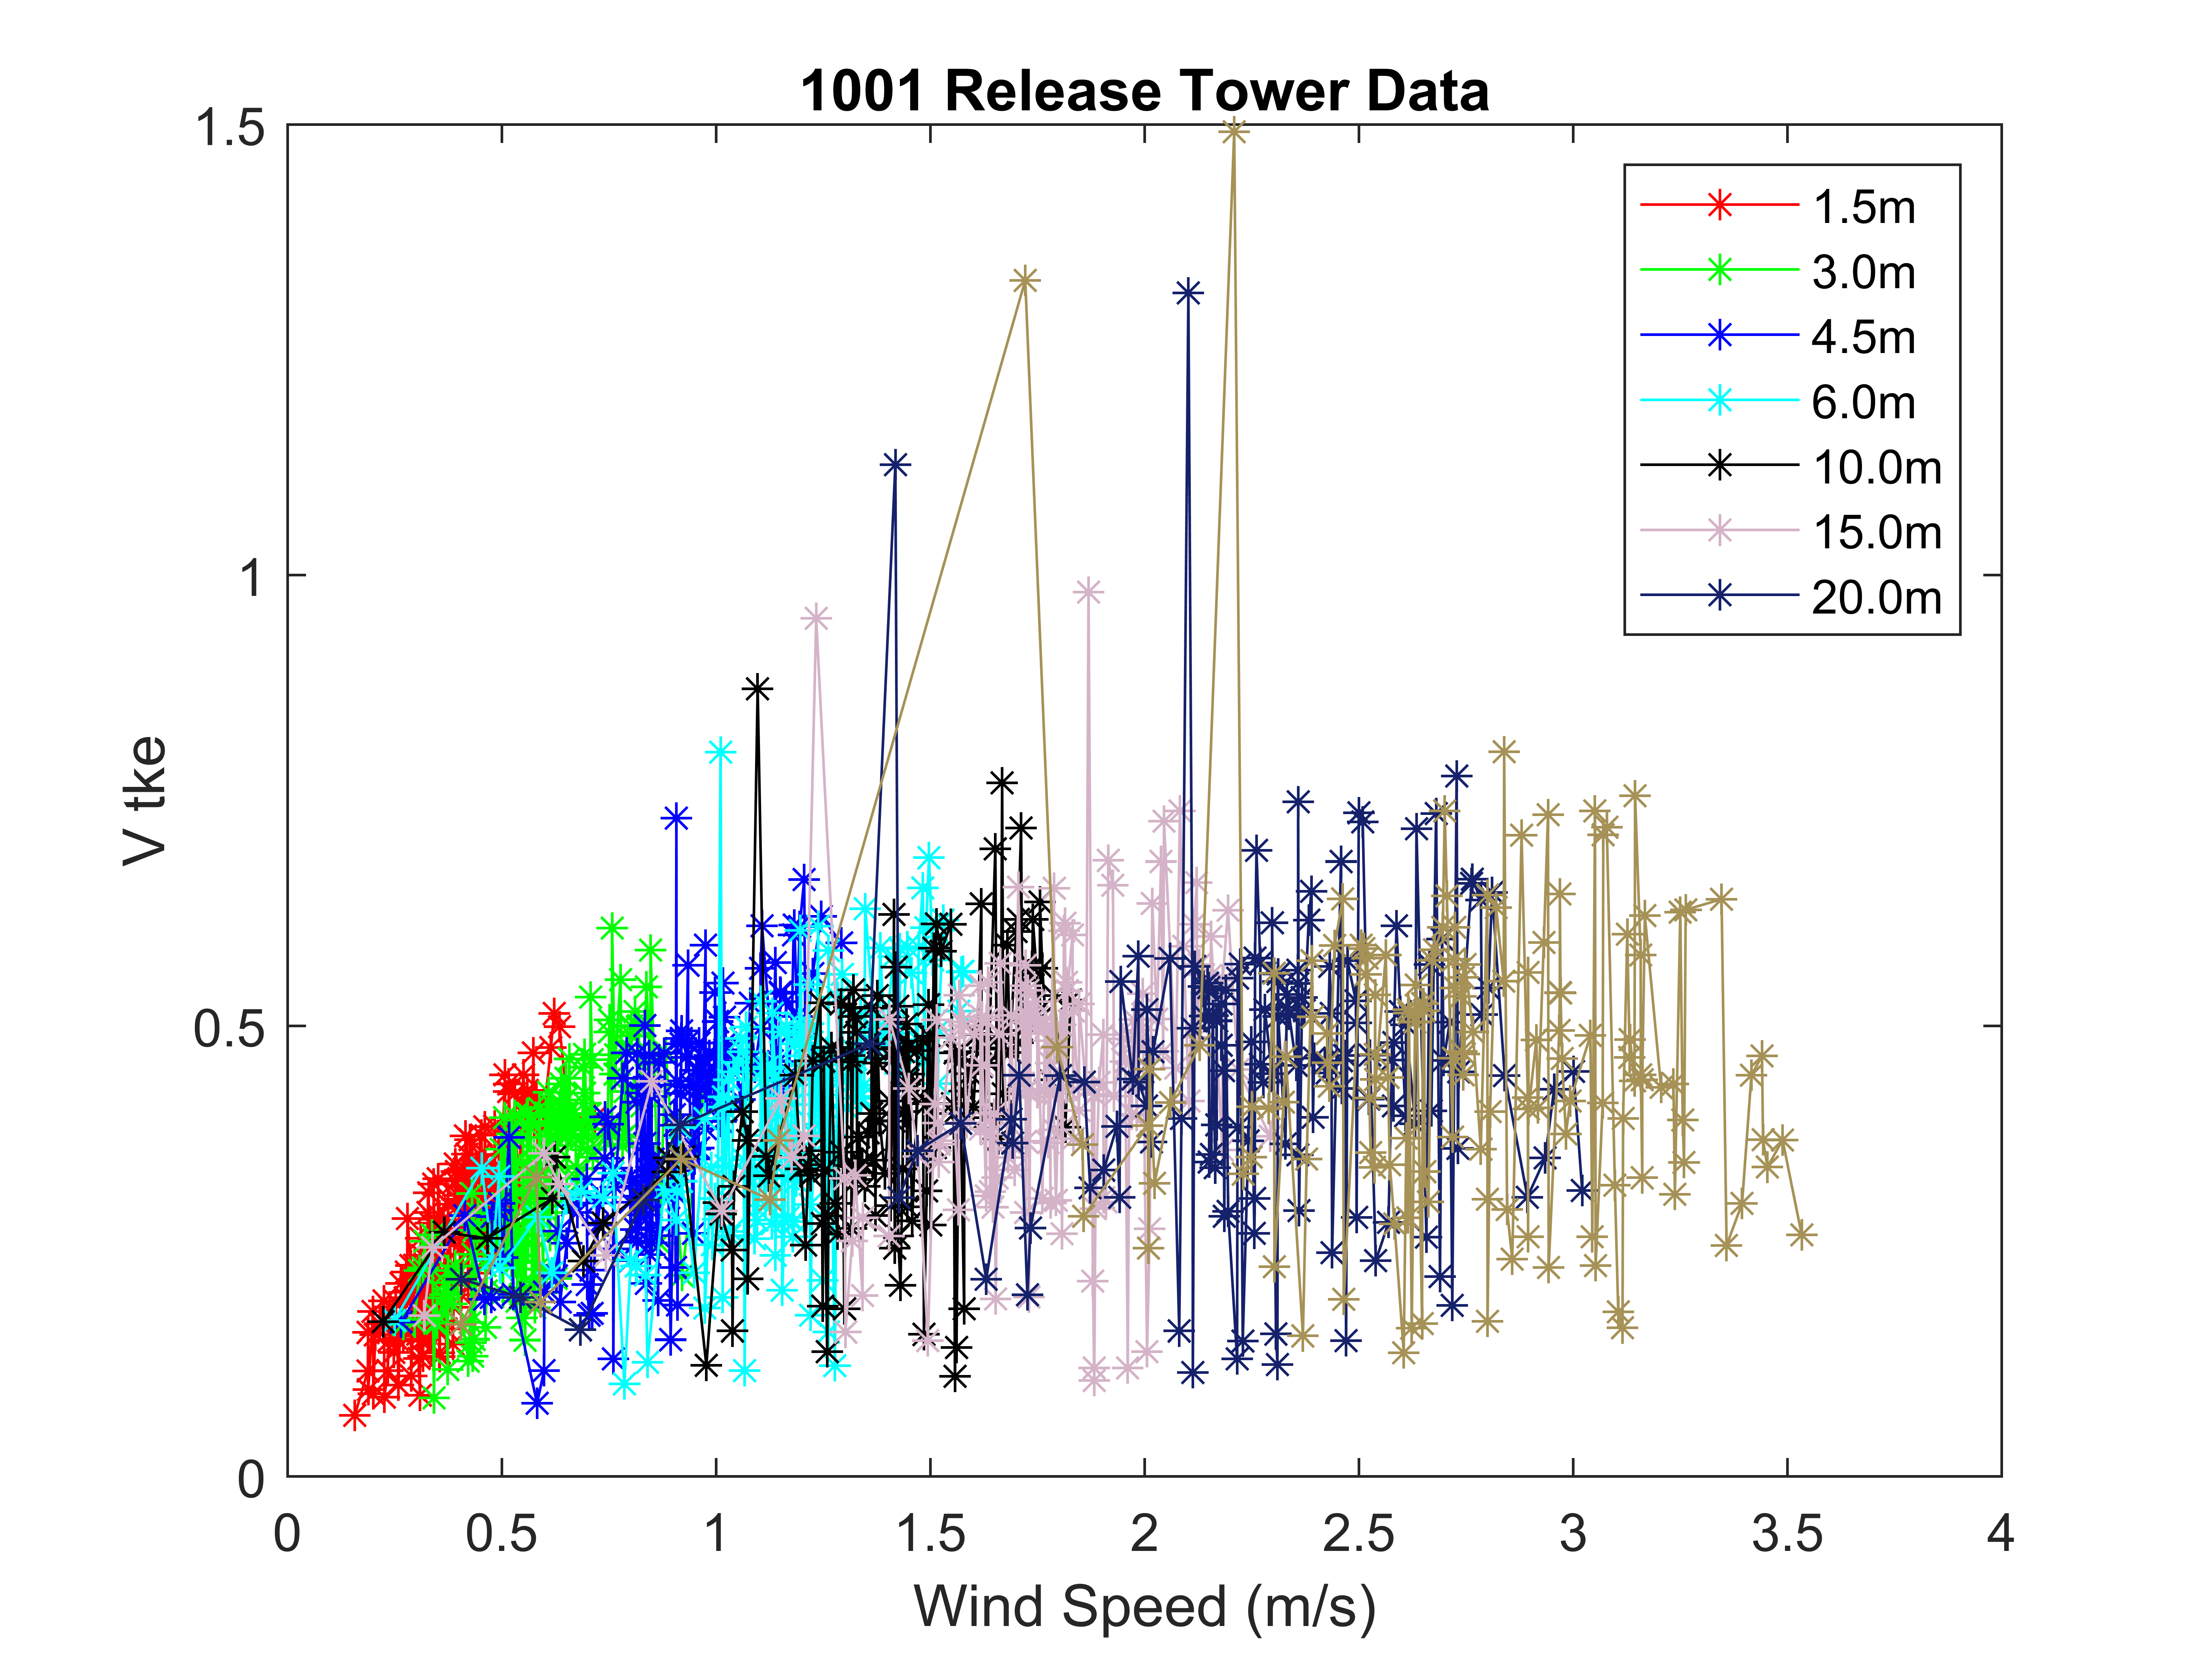 1001 Release Tower Data
1.5
1
0.5
0
V tke
1.5m
3.0m
4.5m
6.0m
10.0m
15.0m
20.0m
0 0.5 1 1.5 2 2.5 3 3.5 4
Wind Speed (m/s)